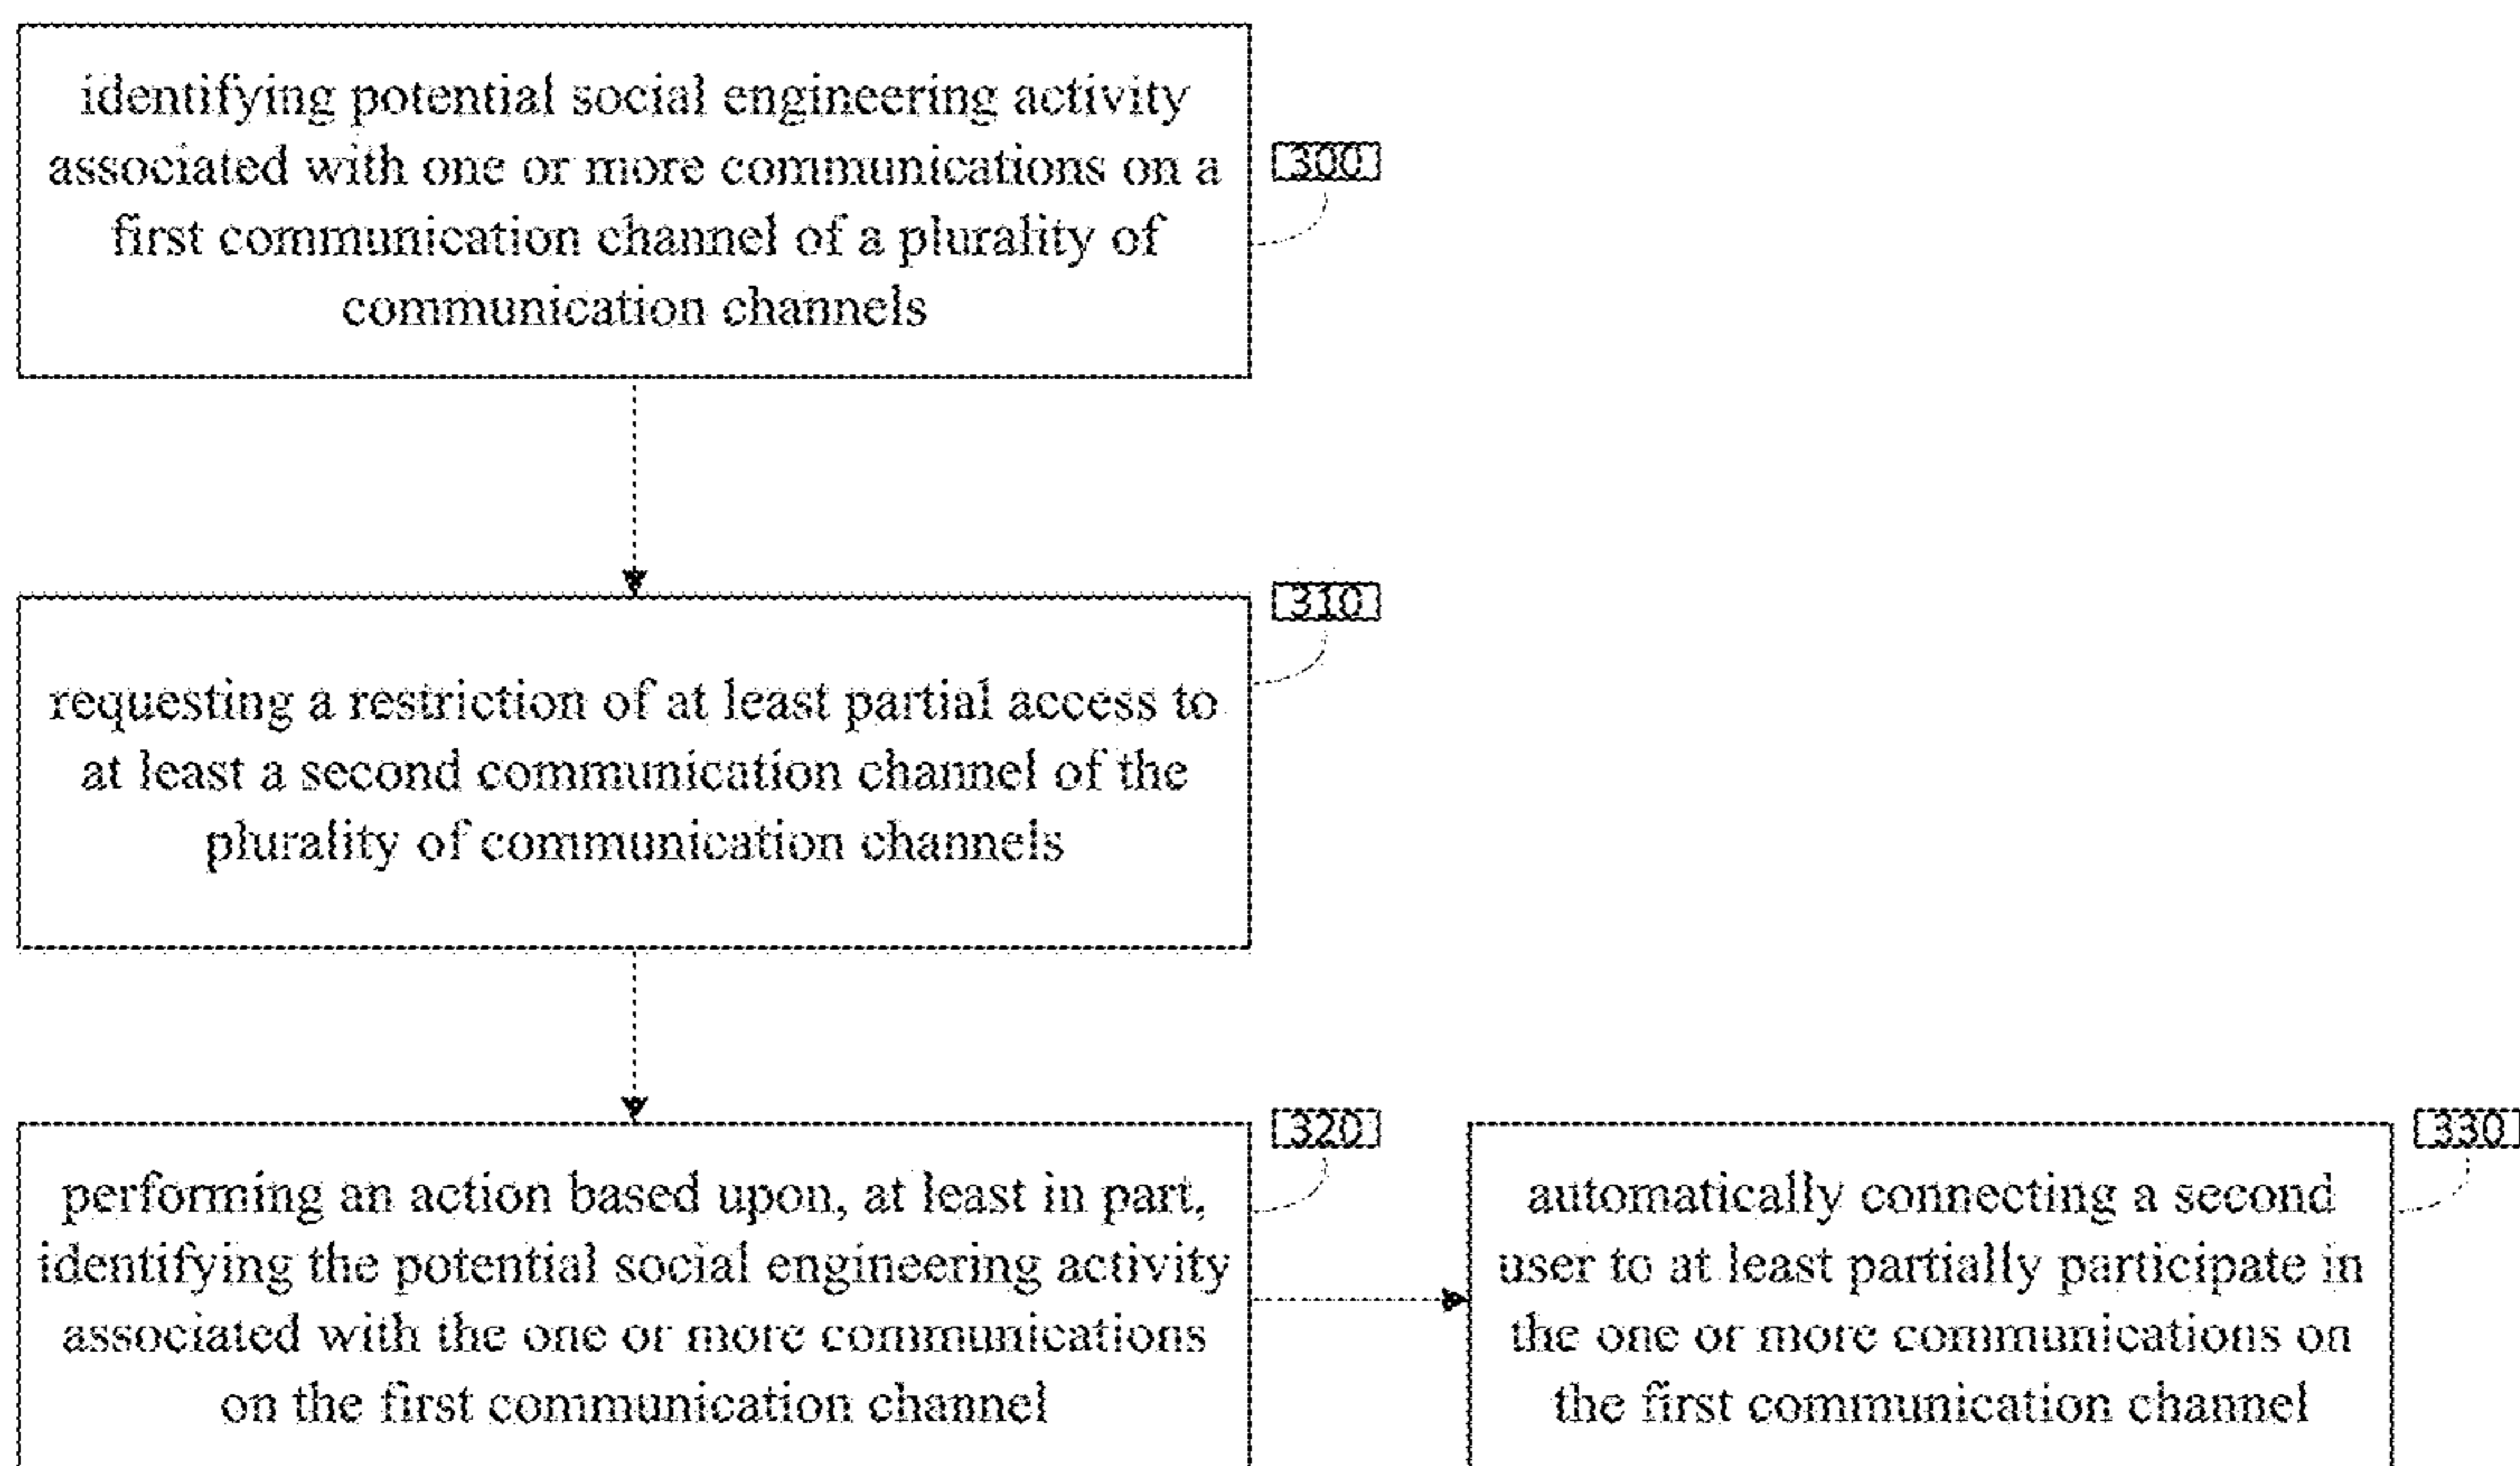 identifying potential social engineering activity
associated with one or more communications on a
first communication channel of a plurality of
communication channels
300
requesting a restriction of at least partial access to
at least a second communication channel of the
plurality of communication channels
310
performing an action based upon, at least in part,
identifying the potential social engineering activity
associated with the one or more communications
on the first communication channel
320
automatically connecting a second
user to at least partially participate in
the one or more communications on
the first communication channel
330